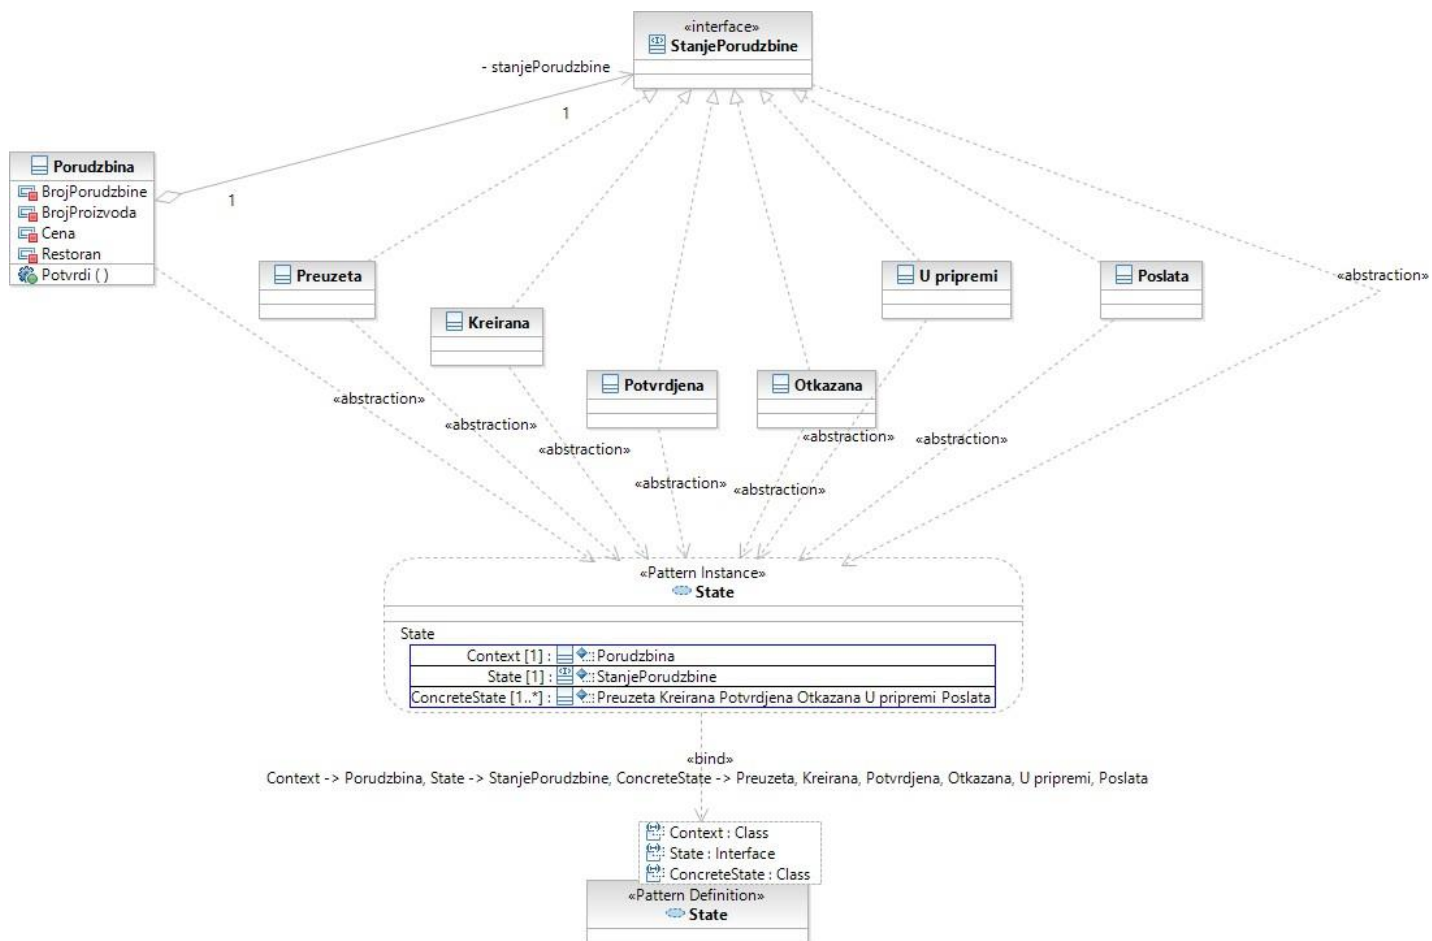 «interface»
StanjePorudzbine
- stanjePorudzbine
1
1
Porudzbina
BrojPorudzbine
BrojProizvoda
Cena
Restoran
Potvrdi ( )
Preuzeta
Kreirana
Potvrdjena
Otkazana
U pripremi
Poslata
«abstraction»
«abstraction»
«abstraction»
«abstraction»
«abstraction»
«abstraction»
«abstraction»
«abstraction»
«Pattern Instance»
State
State
Context [1] : Porudzbina
State [1] : StanjePorudzbine
ConcreteState [1..*] : Preuzeta Kreirana Potvrdjena Otkazana U pripremi Poslata
«bind»
Context -> Porudzbina, State -> StanjePorudzbine, ConcreteState -> Preuzeta, Kreirana, Potvrdjena, Otkazana, U pripremi, Poslata
Context : Class
State : Interface
ConcreteState : Class
«Pattern Definition»
State